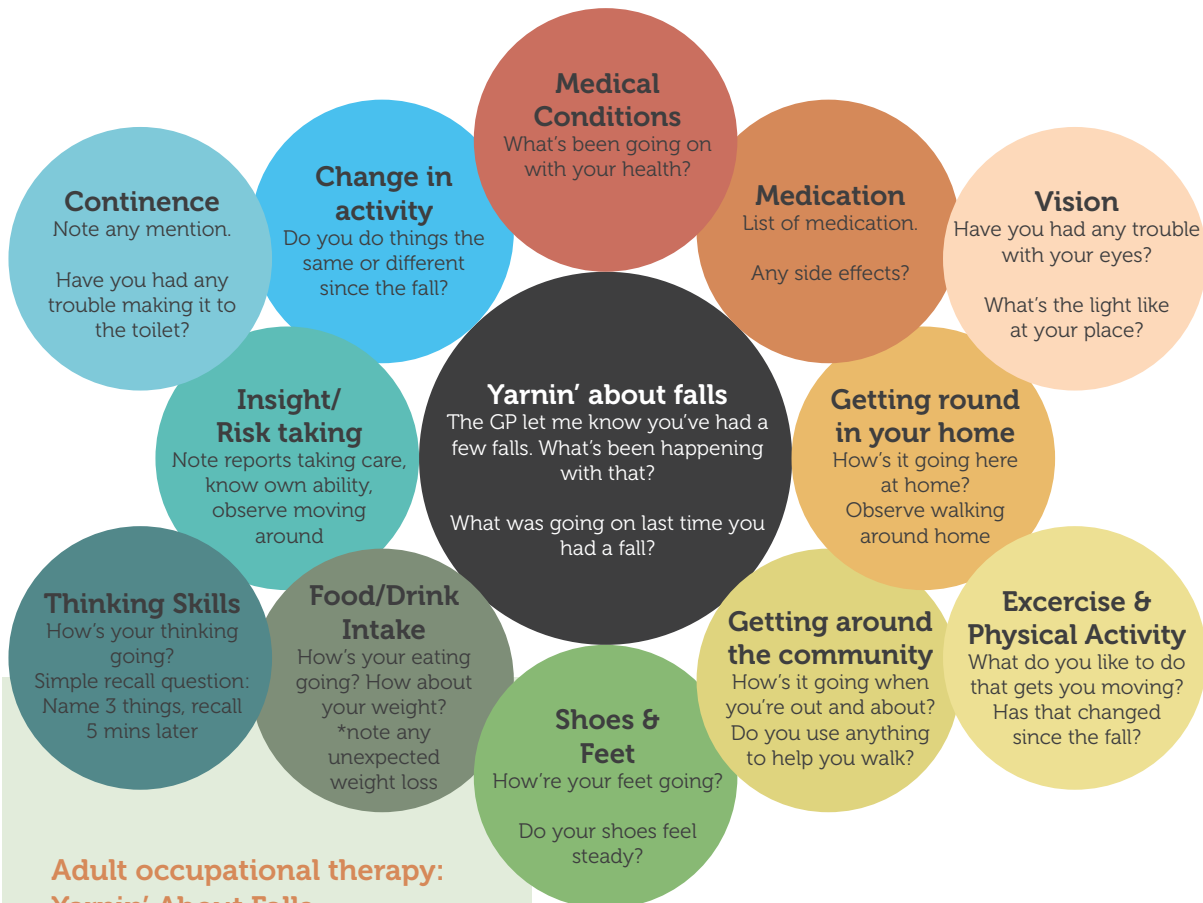 Medical
Conditions
What's been going on
with your health?
Change in
activity
Do you do things the
same or different
since the fall?
Medication
List of medication.
Any side effects?
Continence
Note any mention.
Have you had any
trouble making it to
the toilet?
Vision
Have you had any trouble
with your eyes?
What's the light like
at your place?
Yarnin' about falls
The GP let me know you've had a
few falls. What's been happening
with that?
What was going on last time you
had a fall?
Insight/
Risk taking
Note reports taking care,
know own ability,
observe moving
around
Getting round
in your home
How's it going here
at home?
Observe walking
around home
Thinking Skills
How's your thinking
going?
Simple recall question:
Name 3 things, recall
5 mins later
Food/Drink
Intake
How's your eating
going? How about
your weight?
*note any
unexpected
weight loss
Shoes &
Feet
How're your feet going?
Do your shoes feel
steady?
Getting around
the community
How's it going when
you're out and about?
Do you use anything
to help you walk?
Excercise &
Physical Activity
What do you like to do
that gets you moving?
Has that changed
since the fall?
Adult occupational therapy:
Yarnin' About Falls